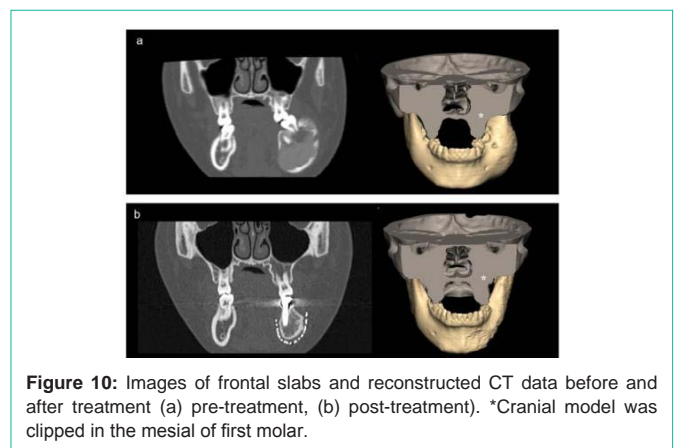 a
*
b
*
Figure 10: Images of frontal slabs and reconstructed CT data before and
after treatment (a) pre-treatment, (b) post-treatment). *Cranial model was
clipped in the mesial of first molar.